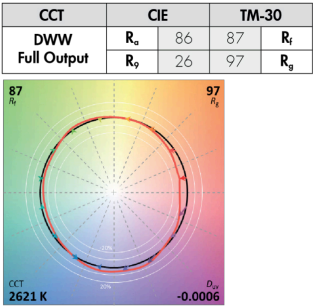 CCT CIE TM-30
DWW
Full Output
Ra 86 87 Rf
R9 26 97 Rg
87 97
Rf Rg
20%
CCT Duv
2621 K -0.0006